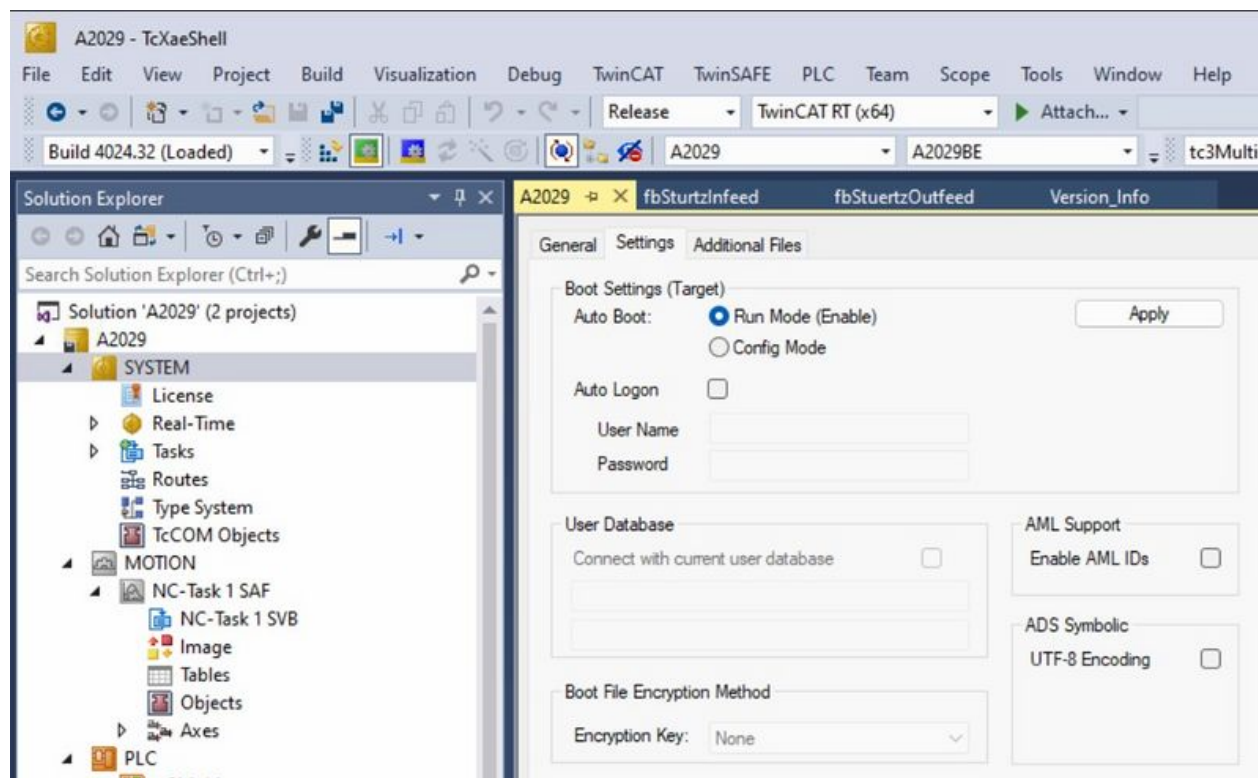 A2029 - TcXaeShell
File Edit View Project Build Visualization Debug TwinCAT TwinSAFE PLC Team Scope Tools Window Help
Release TwinCAT RT (x64) Attach...
Build 4024.32 (Loaded) A2029 A2029BE tc3Multi
Solution Explorer
Search Solution Explorer (Ctrl+;)
Solution 'A2029' (2 projects)
A2029
SYSTEM
License
Real-Time
Tasks
Routes
Type System
TcCOM Objects
MOTION
NC-Task 1 SAF
NC-Task 1 SVB
Image
Tables
Objects
Axes
PLC
A2029 fbSturtzInfeed fbStuertzOutfeed Version_Info
General Settings Additional Files
Boot Settings (Target)
Auto Boot: Run Mode (Enable) Apply
Config Mode
Auto Logon
User Name
Password
User Database
Connect with current user database
AML Support
Enable AML IDs
ADS Symbolic
UTF-8 Encoding
Boot File Encryption Method
Encryption Key: None